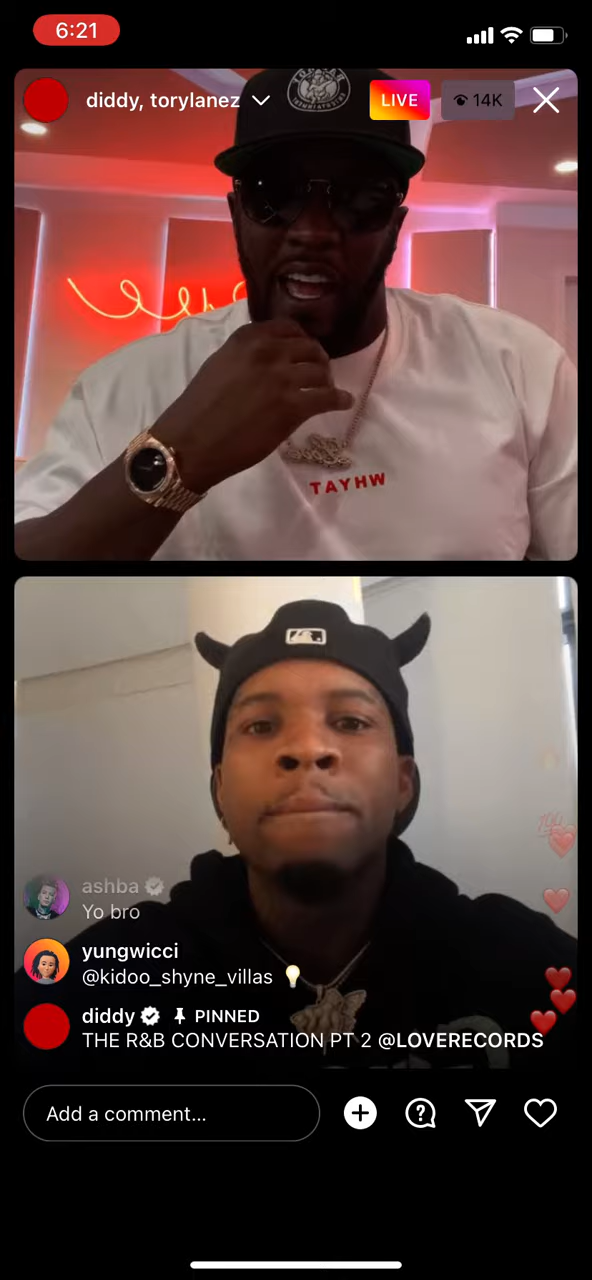 6:21
diddy, torylanez
LIVE
14K
TAYHW
ashba
Yo bro
yungwicci
@kidoo_shyne_villas
diddy PINNED
THE R&B CONVERSATION PT 2 @LOVERECORDS
Add a comment...